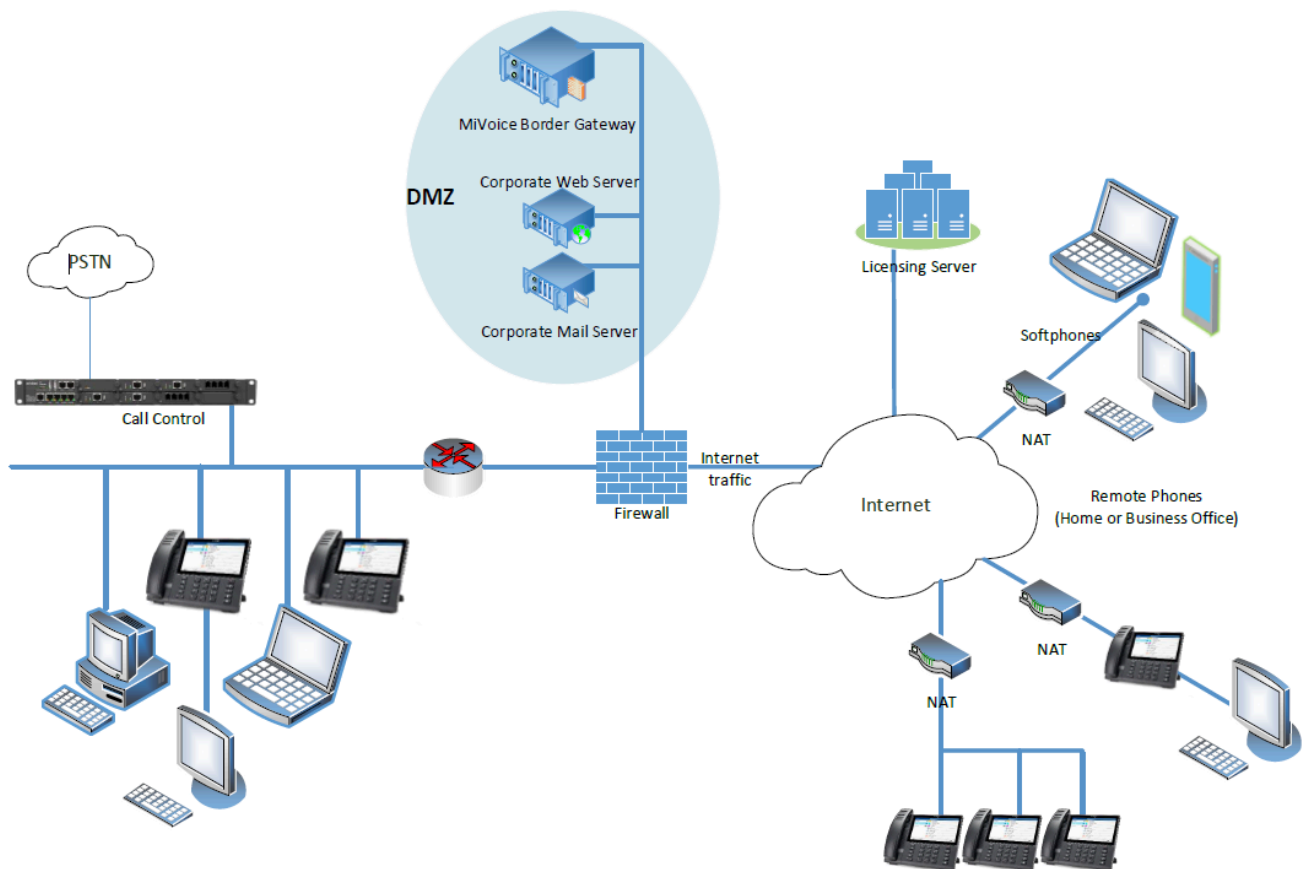 MiVoice Border Gateway
Corporate Web Server
DMZ
Corporate Mail Server
PSTN
Call Control
Licensing Server
Softphones
NAT
Internet
traffic
Firewall
Internet
Remote Phones
(Home or Business Office)
NAT
NAT